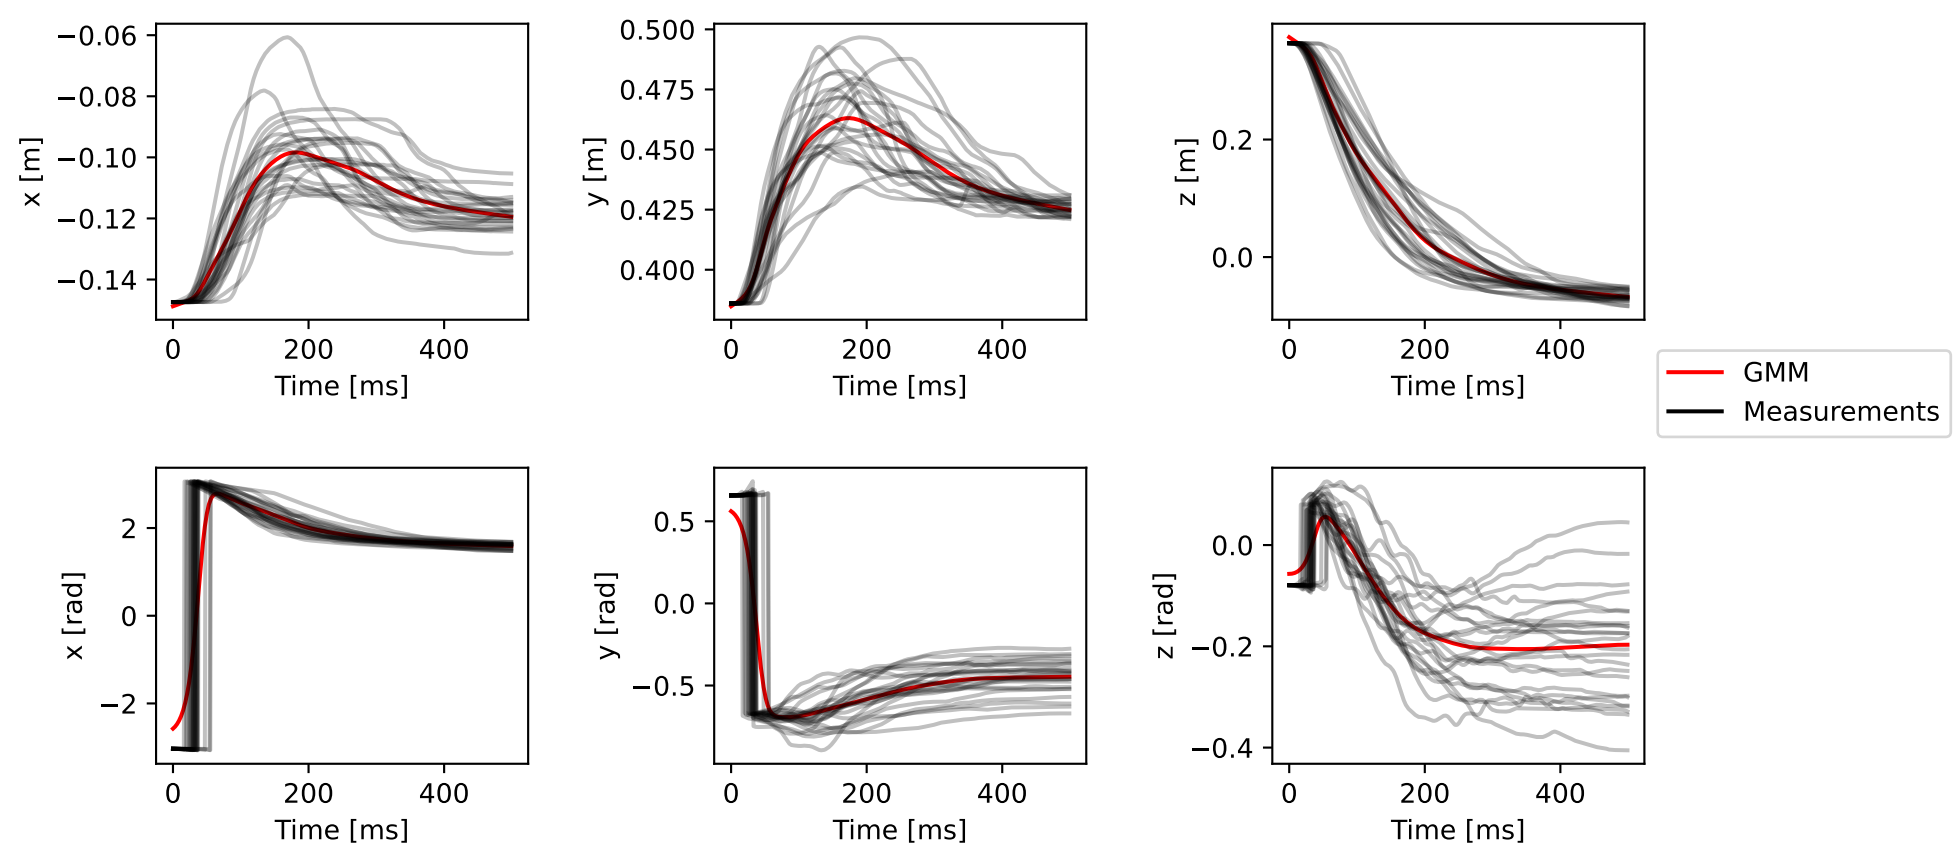 −0.06
−0.08
−0.10
−0.12
−0.14
x [m]
0 200 400
Time [ms]
0.500
0.475
0.450
0.425
0.400
y [m]
0 200 400
Time [ms]
0.2
0.0
z [m]
0 200 400
Time [ms]
GMM
Measurements
2
0
−2
x [rad]
0 200 400
Time [ms]
0.5
0.0
−0.5
y [rad]
0 200 400
Time [ms]
0.0
−0.2
−0.4
z [rad]
0 200 400
Time [ms]